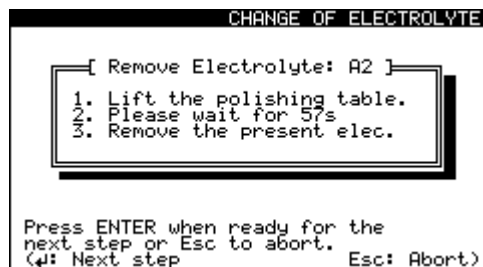 CHANGE OF ELECTROLYTE
[ Remove Electrolyte: A2 ]
1. Lift the polishing table.
2. Please wait for 57s
3. Remove the present elec.
Press ENTER when ready for the
next step or Esc to abort.
(↵: Next step Esc: Abort)